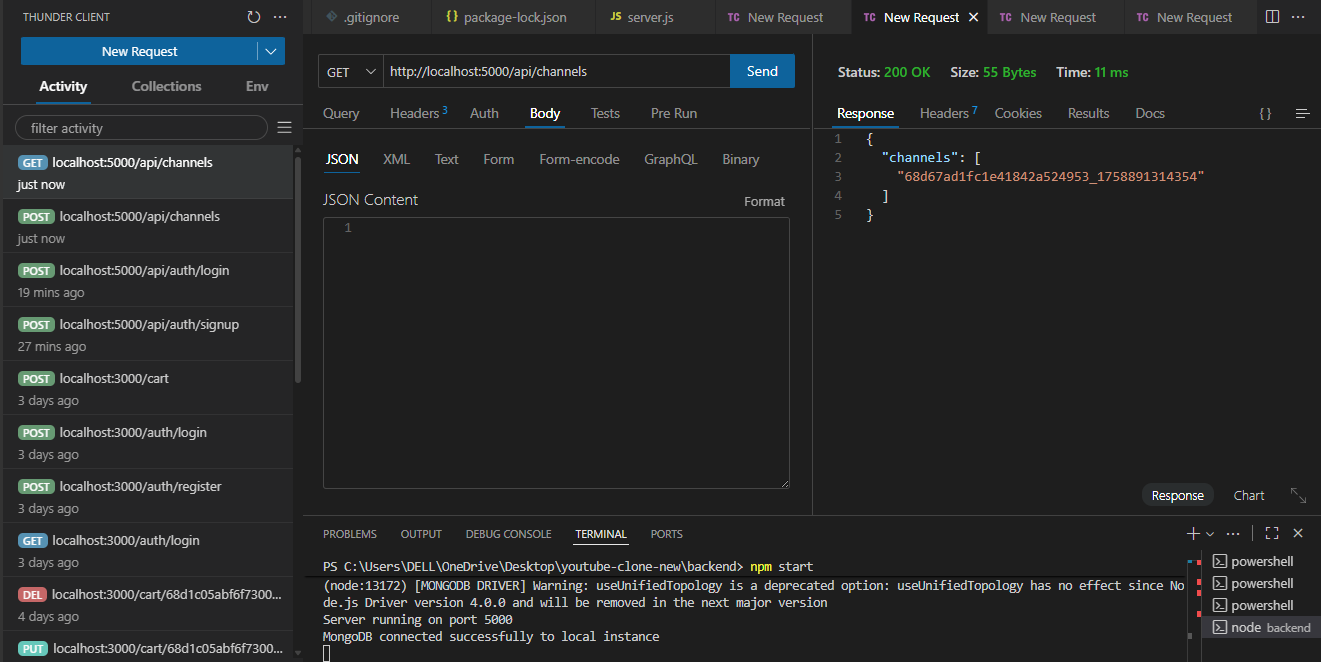 THUNDER CLIENT
New Request
Activity Collections Env
filter activity
GET localhost:5000/api/channels
just now
POST localhost:5000/api/channels
just now
POST localhost:5000/api/auth/login
19 mins ago
POST localhost:5000/api/auth/signup
27 mins ago
POST localhost:3000/cart
3 days ago
POST localhost:3000/auth/login
3 days ago
POST localhost:3000/auth/register
3 days ago
GET localhost:3000/auth/login
3 days ago
DEL localhost:3000/cart/68d1c05abf6f7300...
4 days ago
PUT localhost:3000/cart/68d1c05abf6f7300...
.gitignore {} package-lock.json JS server.js TC New Request TC New Request TC New Request TC New Request
GET http://localhost:5000/api/channels Send
Query Headers 3 Auth Body Tests Pre Run
JSON XML Text Form Form-encode GraphQL Binary
JSON Content Format
1
Status: 200 OK Size: 55 Bytes Time: 11 ms
Response Headers 7 Cookies Results Docs {}
1 {
2 "channels": [
3 "68d67ad1fc1e41842a524953_1758891314354"
4 ]
5 }
Response Chart
PROBLEMS OUTPUT DEBUG CONSOLE TERMINAL PORTS
PS C:\Users\DELL\OneDrive\Desktop\youtube-clone-new\backend> npm start
(node:13172) [MONGODB DRIVER] Warning: useUnifiedTopology is a deprecated option: useUnifiedTopology has no effect since No
de.js Driver version 4.0.0 and will be removed in the next major version
Server running on port 5000
MongoDB connected successfully to local instance
powershell
powershell
powershell
node backend